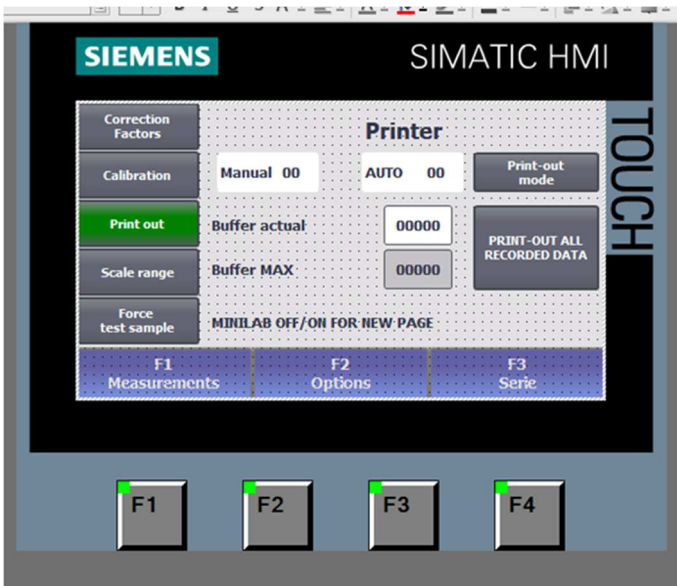 SIEMENS
SIMATIC HMI
TOUCH
Correction
Factors
Printer
Calibration
Manual 00
AUTO 00
Print-out
mode
Print out
Buffer actual
00000
PRINT-OUT ALL
RECORDED DATA
Scale range
Buffer MAX
00000
Force
test sample
MINILAB OFF/ON FOR NEW PAGE
F1
Measurements
F2
Options
F3
Serie
F1
F2
F3
F4